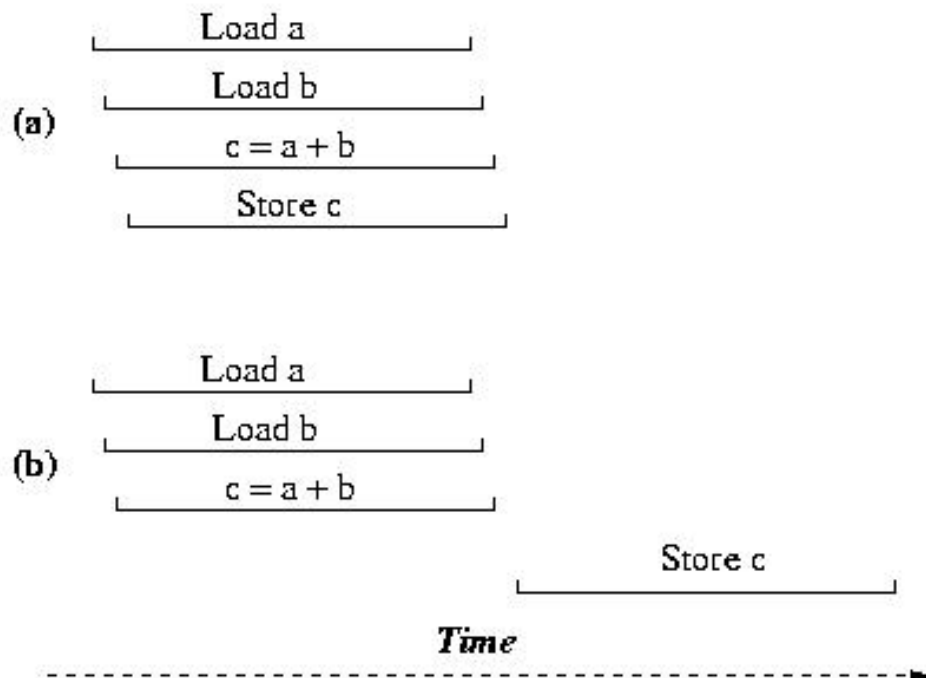 Load a
Load b
(a)
c = a + b
Store c
Load a
Load b
(b)
c = a + b
Store c
Time